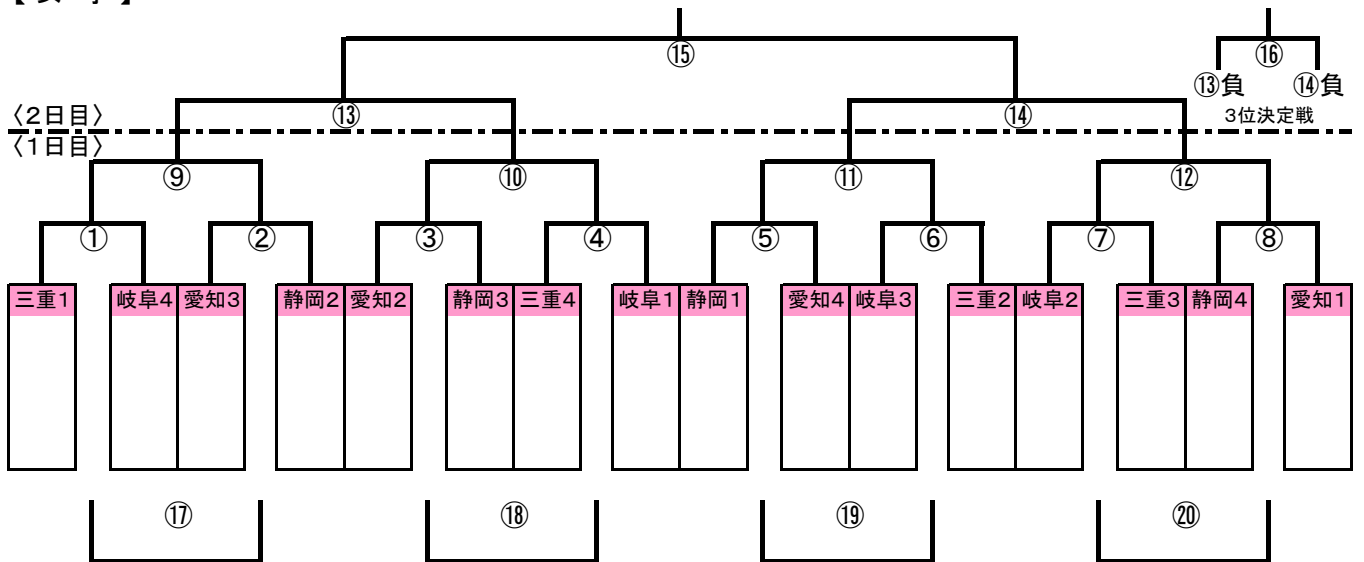 ⑮ ⑯
⑬負 ⑭負
〈2日目〉 ⑬ ⑭ 3位決定戦
〈1日目〉
⑨ ⑩ ⑪ ⑫
① ② ③ ④ ⑤ ⑥ ⑦ ⑧
三重1 岐阜4 愛知3 静岡2 愛知2 静岡3 三重4 岐阜1 静岡1 愛知4 岐阜3 三重2 岐阜2 三重3 静岡4 愛知1
⑰ ⑱ ⑲ ⑳